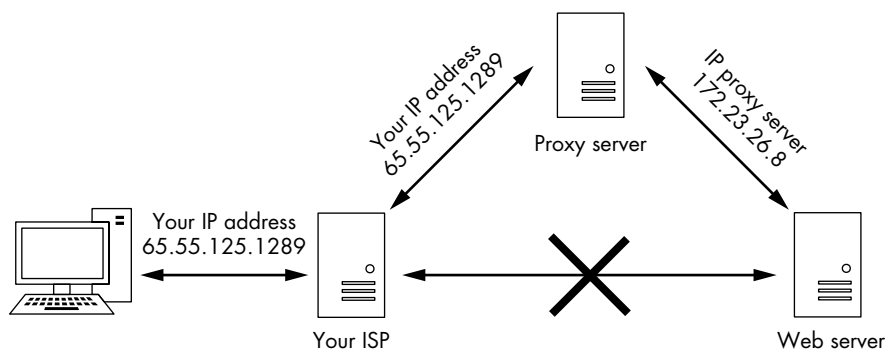 Your IP address
65.55.125.1289
IP proxy server
172.23.26.8
Proxy server
Your IP address
65.55.125.1289
Your ISP
Web server